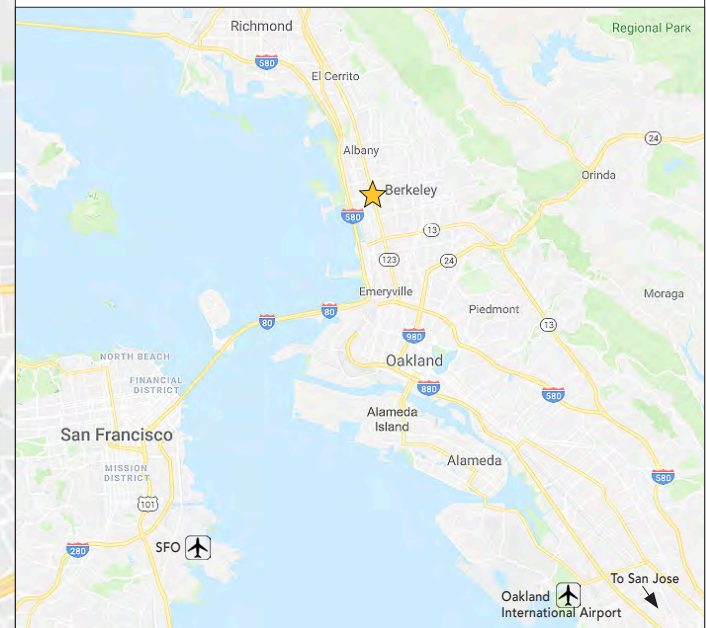 Richmond
Regional Park
580
El Cerrito
24
Albany
Orinda
Berkeley
580
13
123
24
Emeryville
Moraga
80
80
Piedmont
13
980
NORTH BEACH
Oakland
FINANCIAL
DISTRICT
880
580
Alameda
Island
San Francisco
Alameda
MISSION
DISTRICT
580
101
280
SFO
To San Jose
Oakland
International Airport